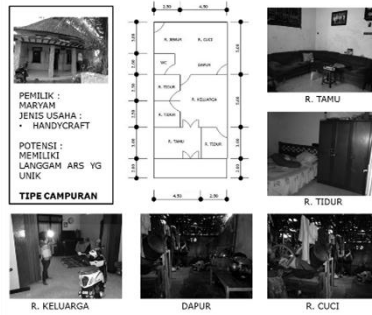 PEMILIK :
MARYAM
JENIS USAHA :
• HANDYCRAFT
POTENSI :
MEMILIKI
LANGGAM ARS YG
UNIK
TIPE CAMPURAN
R. CUCI
WC
DAPUR
R. TIDUR
R. KELUARGA
R. TIDUR
R. TAMU
R. TIDUR
R. TAMU
R. TIDUR
R. KELUARGA
DAPUR
R. CUCI